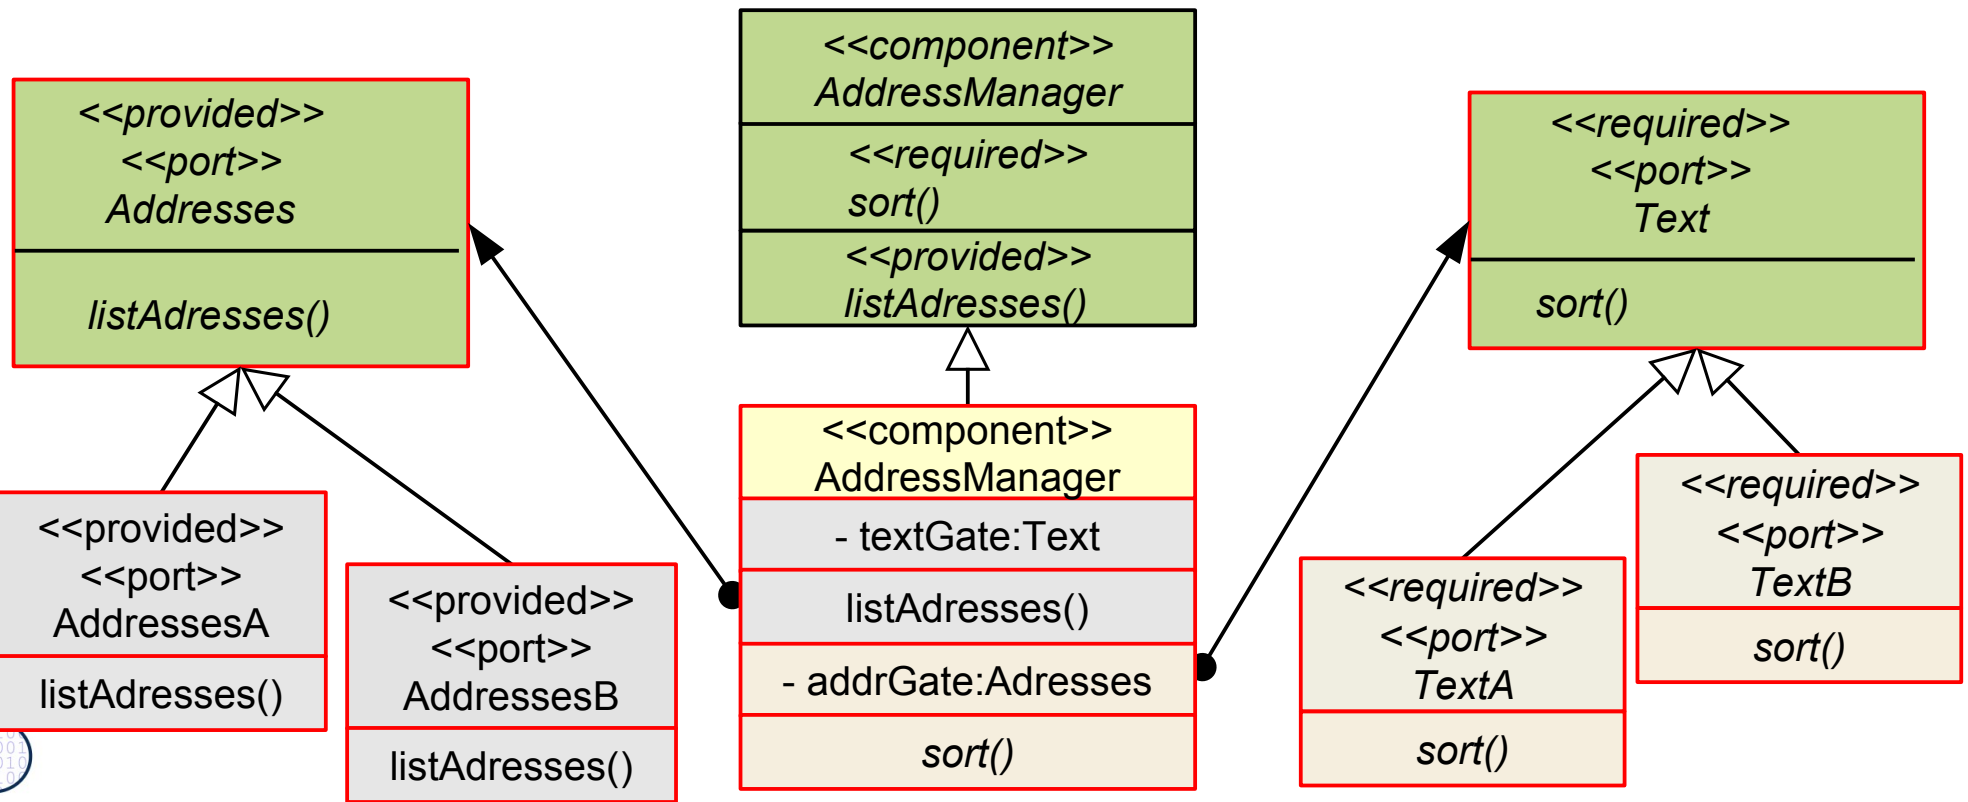 <<provided>>
<<port>>
Addresses
listAdresses()
<<component>>
AddressManager
<<required>>
sort()
<<provided>>
listAdresses()
<<required>>
<<port>>
Text
sort()
<<provided>>
<<port>>
AddressesA
listAdresses()
<<provided>>
<<port>>
AddressesB
listAdresses()
<<component>>
AddressManager
- textGate:Text
listAdresses()
- addrGate:Adresses
sort()
<<required>>
<<port>>
TextA
sort()
<<required>>
<<port>>
TextB
sort()